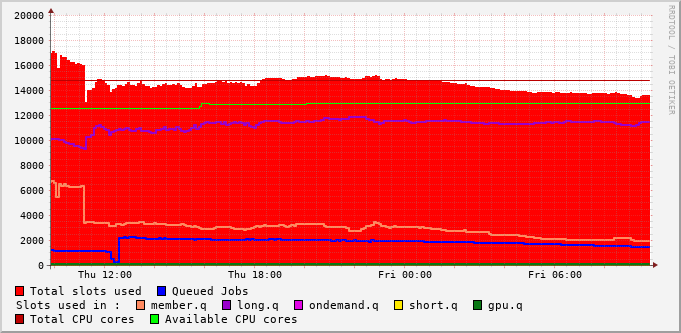 20000
18000
16000
14000
12000
10000
8000
6000
4000
2000
0
Thu 12:00 Thu 18:00 Fri 00:00 Fri 06:00
RRDTOOL / TOBI OETIKER
Total slots used Queued Jobs
Slots used in : member.q long.q ondemand.q short.q gpu.q
Total CPU cores Available CPU cores